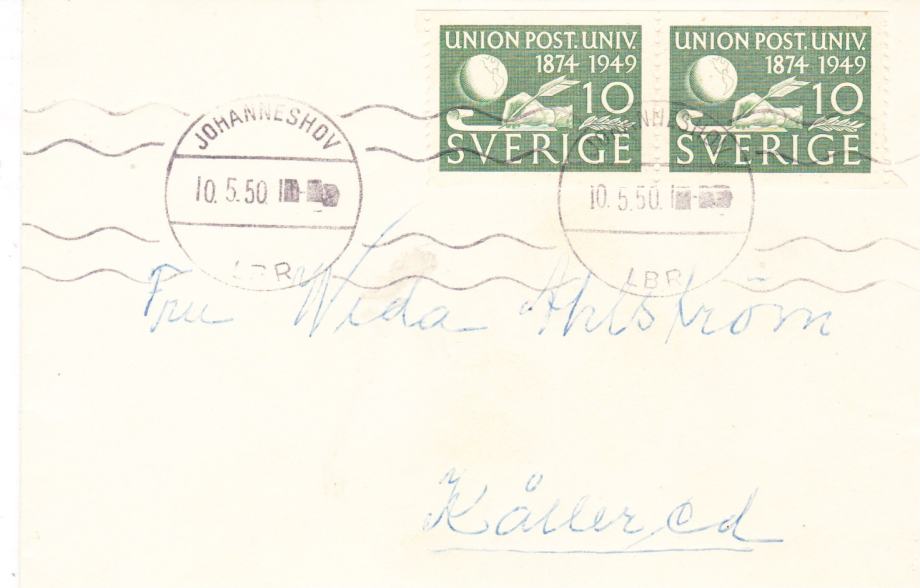 UNION POST. UNIV.
1874 1949
10
SVERIGE
UNION POST. UNIV.
1874 1949
10
SVERIGE
JOHANNESHOV
10.5.50.
LBR
JOHANNESHOV
10.5.50.
LBR
Fru Wida Ahlström
Kållered